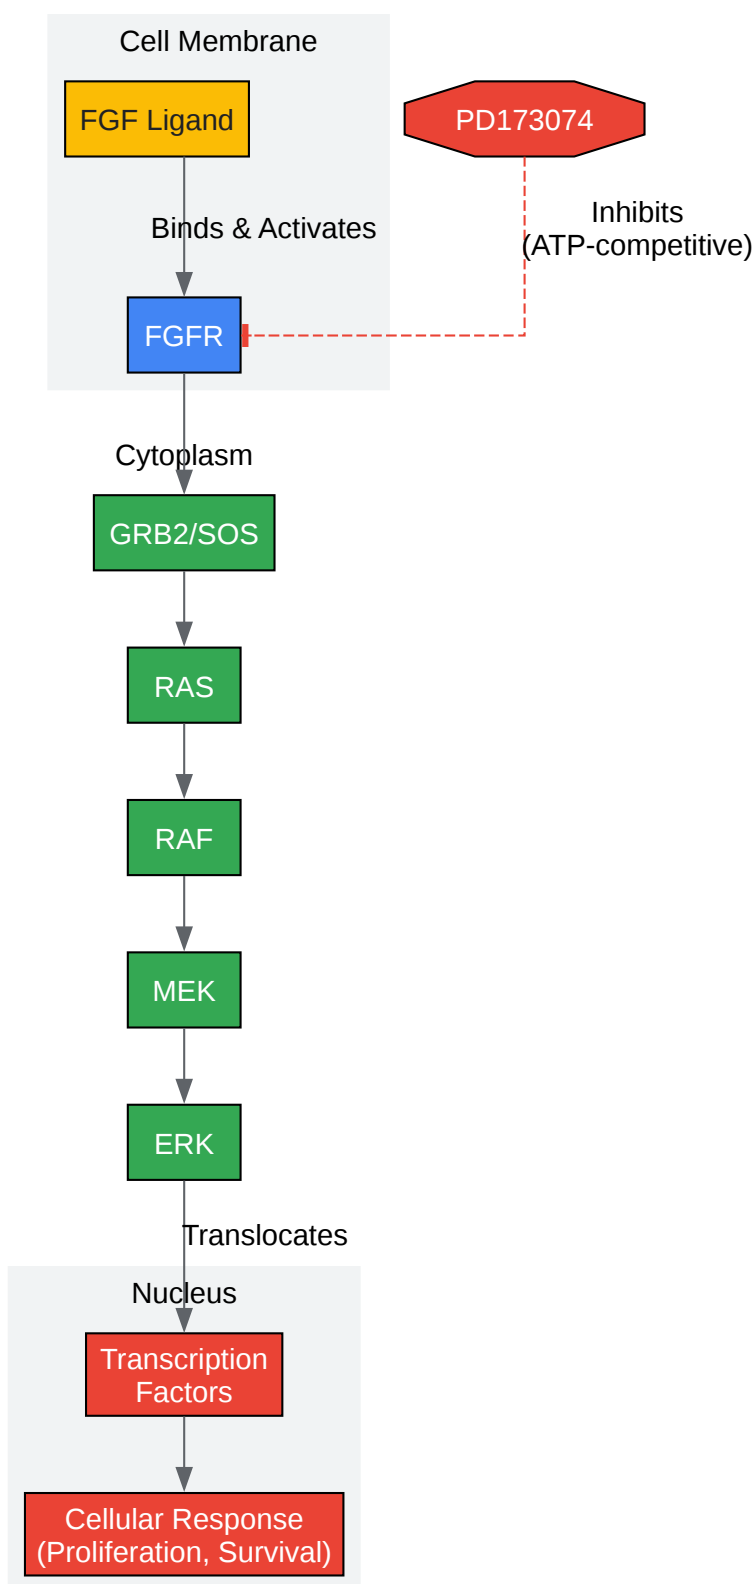 Cell Membrane
FGF Ligand
PD173074
Binds & Activates
Inhibits
(ATP-competitive)
FGFR
Cytoplasm
GRB2/SOS
RAS
RAF
MEK
ERK
Translocates
Nucleus
Transcription
Factors
Cellular Response
(Proliferation, Survival)